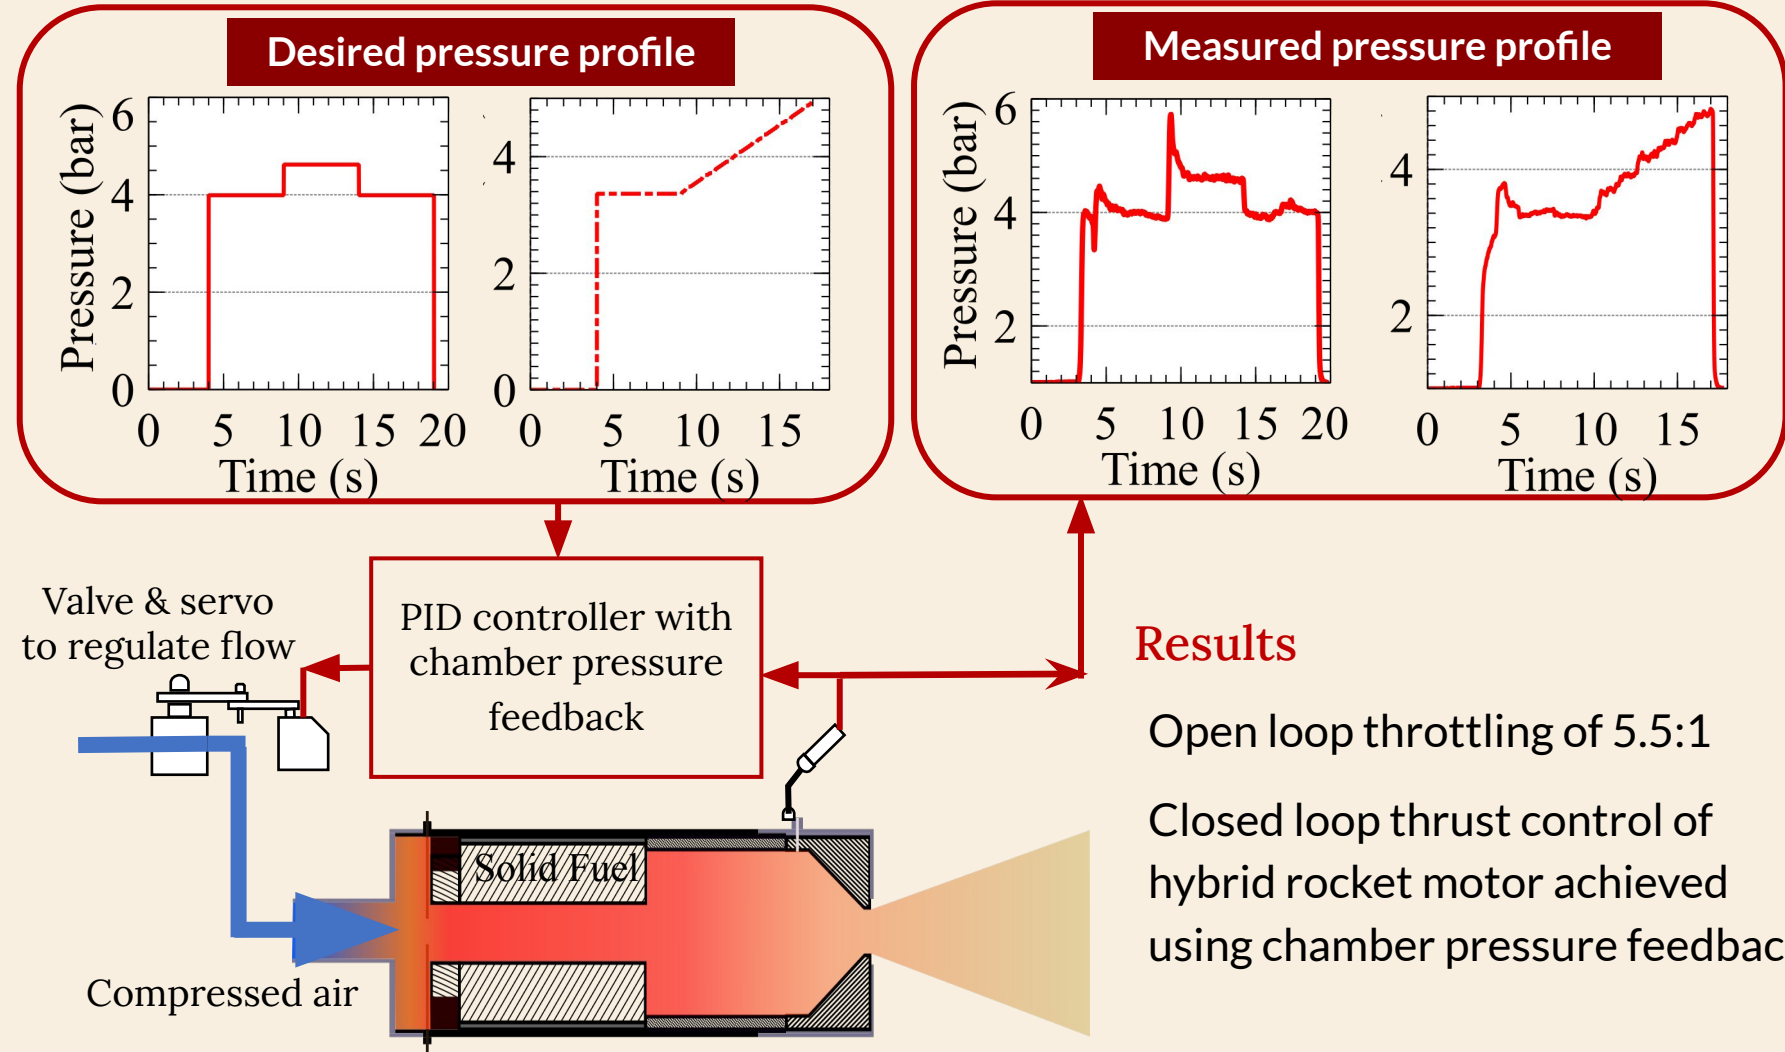 Desired pressure profile
Pressure (bar)
6
4
2
0
0 5 10 15 20
Time (s)
4
2
0
0 5 10 15
Time (s)
Measured pressure profile
Pressure (bar)
6
4
2
0 5 10 15 20
Time (s)
4
2
0 5 10 15
Time (s)
Valve & servo
to regulate flow
PID controller with
chamber pressure
feedback
Solid Fuel
Compressed air
Results
Open loop throttling of 5.5:1
Closed loop thrust control of
hybrid rocket motor achieved
using chamber pressure feedbac